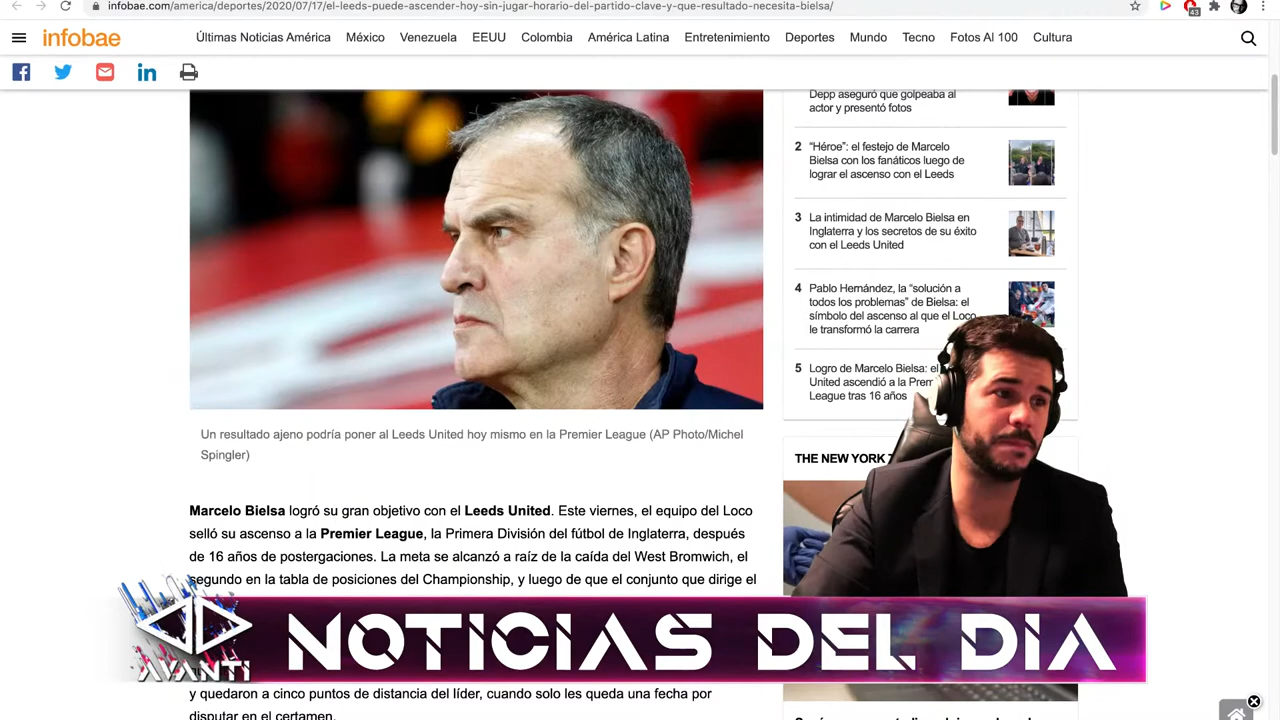 infobae.com/america/deportes/2020/07/17/el-leeds-puede-ascender-hoy-sin-jugar-horario-del-partido-clave-y-que-resultado-necesita-bielsa/
43
infobae
Últimas Noticias América México Venezuela EEUU Colombia América Latina Entretenimiento Deportes Mundo Tecno Fotos Al 100 Cultura
Depp aseguró que golpeaba al
actor y presentó fotos
2 “Héroe”: el festejo de Marcelo
Bielsa con los fanáticos luego de
lograr el ascenso con el Leeds
3 La intimidad de Marcelo Bielsa en
Inglaterra y los secretos de su éxito
con el Leeds United
4 Pablo Hernández, la “solución a
todos los problemas” de Bielsa: el
símbolo del ascenso al que el Loco
le transformó la carrera
5 Logro de Marcelo Bielsa: el
United ascendió a la Prem
League tras 16 años
THE NEW YORK
Un resultado ajeno podría poner al Leeds United hoy mismo en la Premier League (AP Photo/Michel
Spingler)
Marcelo Bielsa logró su gran objetivo con el Leeds United. Este viernes, el equipo del Loco
selló su ascenso a la Premier League, la Primera División del fútbol de Inglaterra, después
de 16 años de postergaciones. La meta se alcanzó a raíz de la caída del West Bromwich, el
segundo en la tabla de posiciones del Championship, y luego de que el conjunto que dirige el
AVANTI
NOTICIAS DEL DIA
y quedaron a cinco puntos de distancia del líder, cuando solo les queda una fecha por
disputar en el certamen.